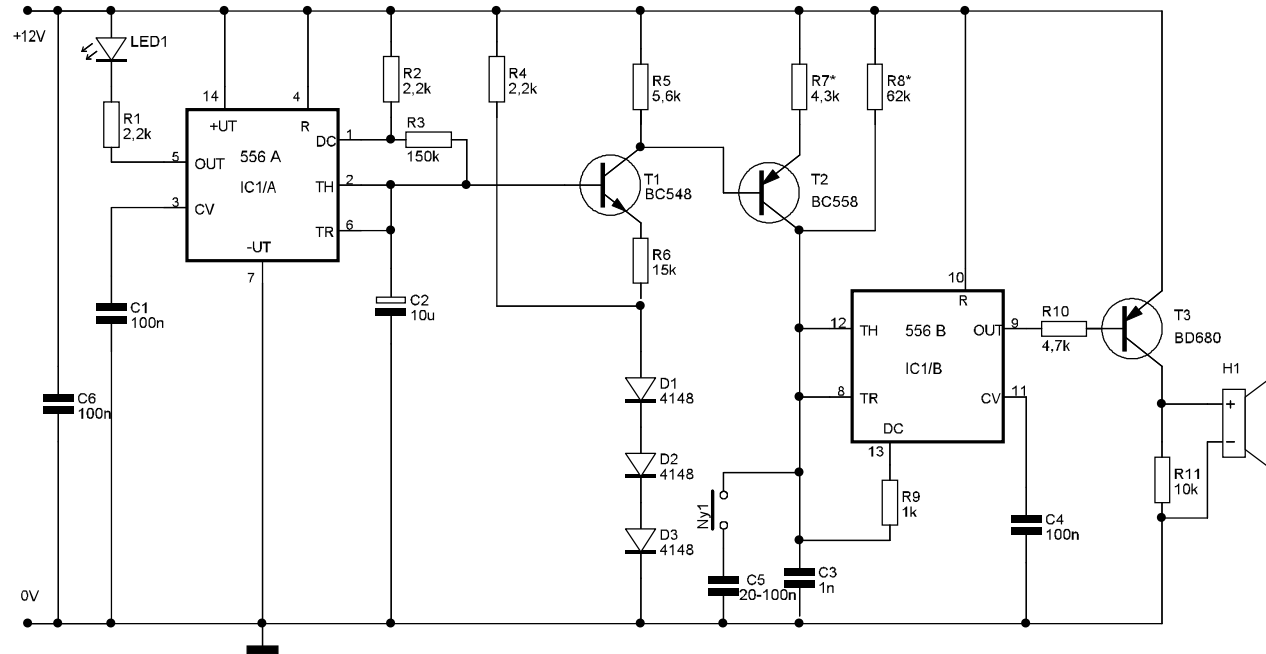 +12V
LED1
R1
2,2k
14
4
+UT
R
DC
1
5
OUT
556 A
IC1/A
TH
2
3
CV
TR
6
-UT
7
R2
2,2k
R3
150k
R4
2,2k
R5
5,6k
R7*
4,3k
R8*
62k
T1
BC548
T2
BC558
R6
15k
C1
100n
C2
10u
C6
100n
D1
4148
D2
4148
D3
4148
10
R
12
TH
556 B
OUT
9
IC1/B
8
TR
CV
11
DC
13
R10
4,7k
T3
BD680
H1
+
−
R11
10k
R9
1k
Ny1
C4
100n
C5
20-100n
C3
1n
0V